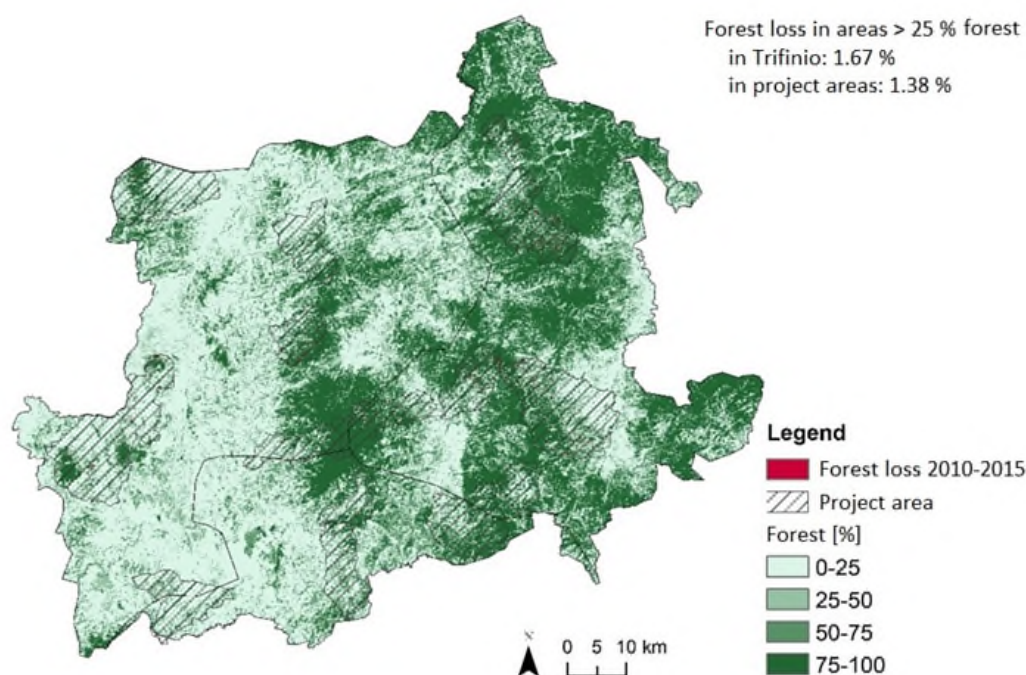 Forest loss in areas > 25 % forest
in Trifinio: 1.67 %
in project areas: 1.38 %
Legend
Forest loss 2010-2015
Project area
Forest [%]
0-25
25-50
50-75
75-100
N
0 5 10 km